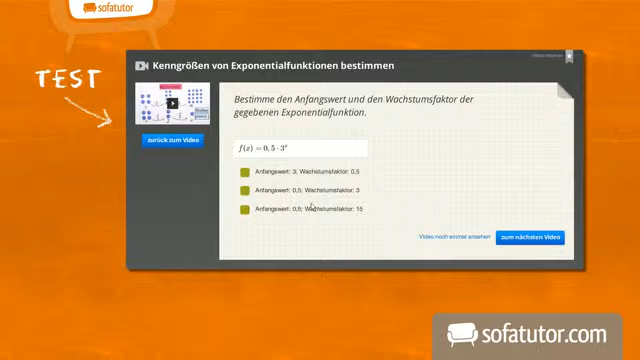 sofatutor
Kenngrößen von Exponentialfunktionen bestimmen
TEST
Bestimme den Anfangswert und den Wachstumsfaktor der
gegebenen Exponentialfunktion.
zurück zum Video
f(x) = 0,5 · 3ˣ
Anfangswert: 3; Wachstumsfaktor: 0,5
Anfangswert: 0,5; Wachstumsfaktor: 3
Anfangswert: 0,5; Wachstumsfaktor: 15
Video noch einmal ansehen
zum nächsten Video
sofatutor.com